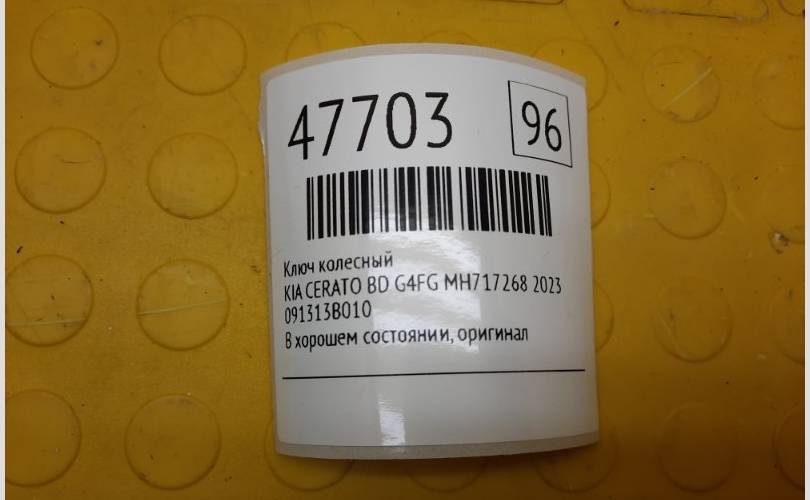 47703
96
Ключ колесный
KIA CERATO BD G4FG MH717268 2023
091313B010
В хорошем состоянии, оригинал